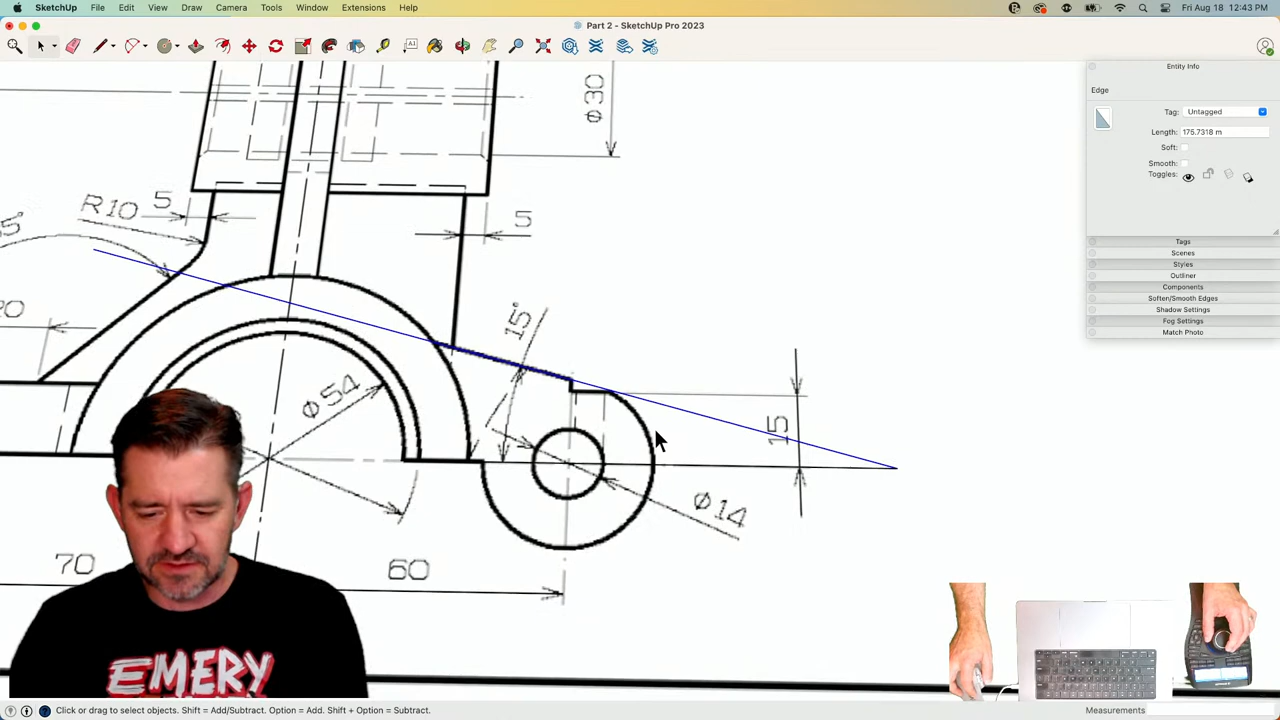 SketchUp File Edit View Draw Camera Tools Window Extensions Help Fri Aug 18 12:43 PM
Part 2 - SketchUp Pro 2023
Entity Info
Edge
Tag: Untagged
Length: 175.7318 m
Soft:
Smooth:
Toggles:
Tags
Scenes
Styles
Outliner
Components
Soften/Smooth Edges
Shadow Settings
Fog Settings
Match Photo
ϕ30
R10
5
5
15°
ϕ54
15
ϕ14
70
60
EMERY
Click or drag to select objects. Shift = Add/Subtract. Option = Add. Shift + Option = Subtract.
Measurements